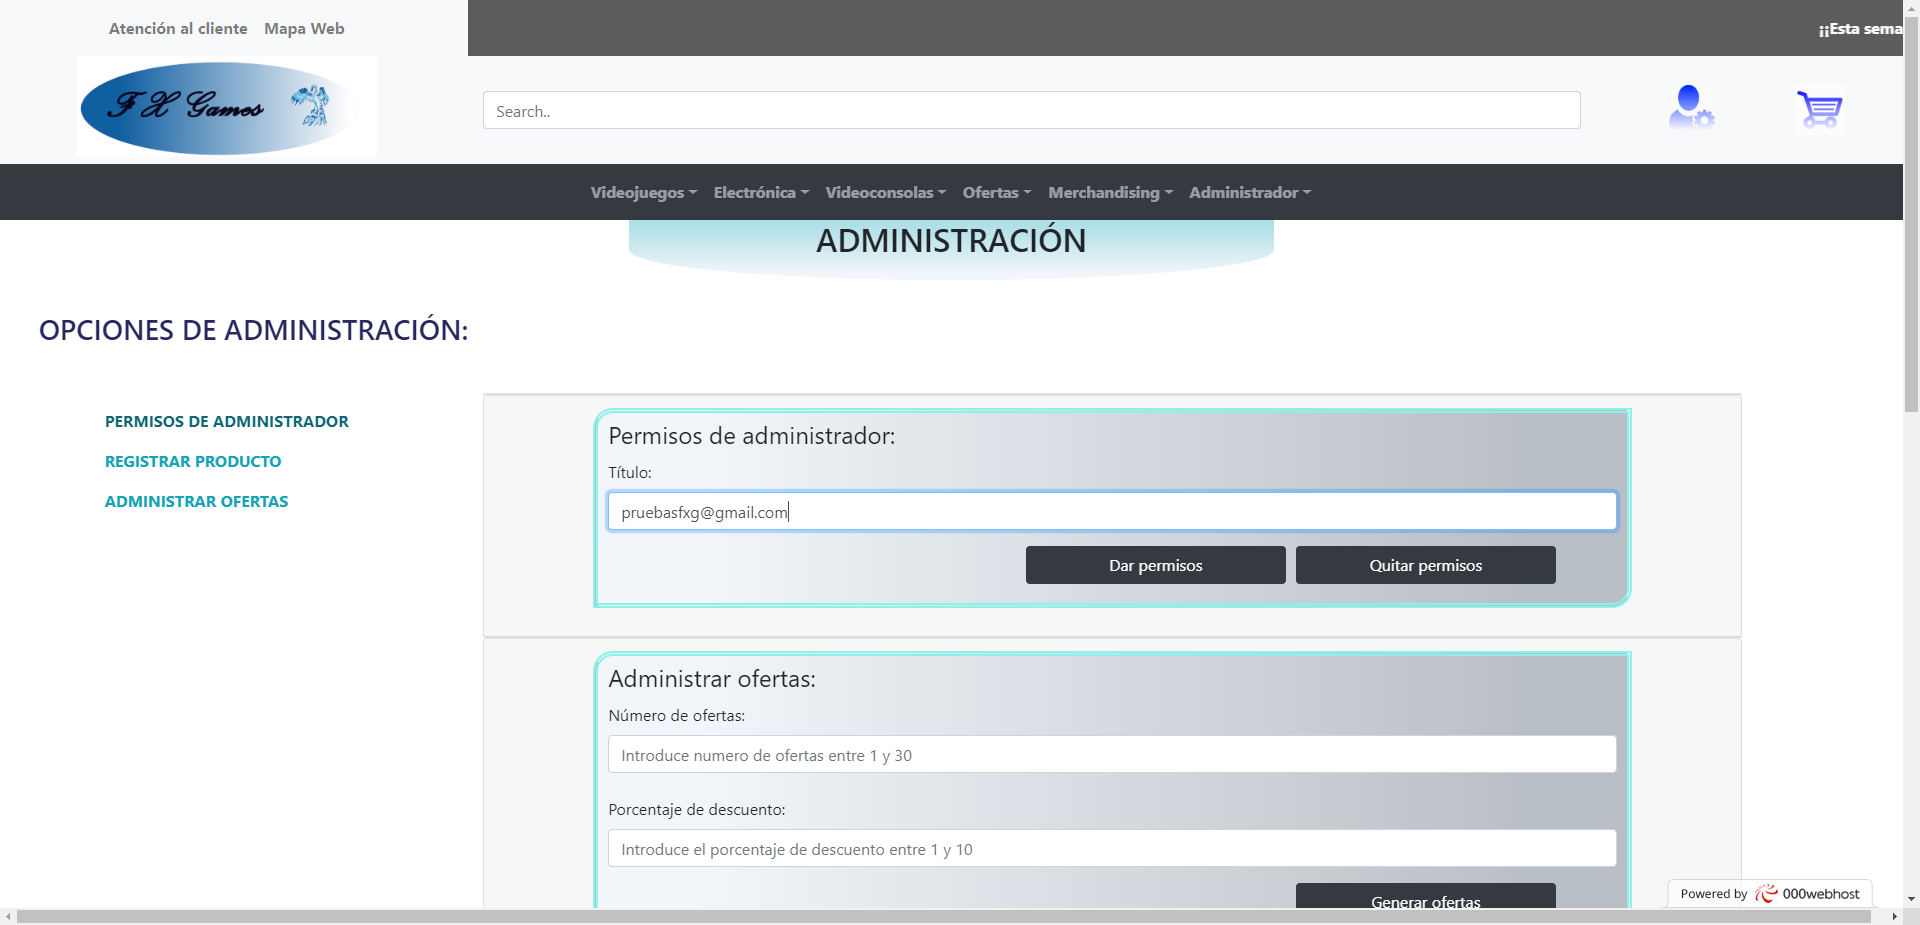 Atención al cliente Mapa Web
¡¡Esta sema
F X Games
Search..
Videojuegos Electrónica Videoconsolas Ofertas Merchandising Administrador
ADMINISTRACIÓN
OPCIONES DE ADMINISTRACIÓN:
PERMISOS DE ADMINISTRADOR
REGISTRAR PRODUCTO
ADMINISTRAR OFERTAS
Permisos de administrador:
Título:
pruebasfxg@gmail.com
Dar permisos Quitar permisos
Administrar ofertas:
Número de ofertas:
Introduce numero de ofertas entre 1 y 30
Porcentaje de descuento:
Introduce el porcentaje de descuento entre 1 y 10
Generar ofertas
Powered by 000webhost